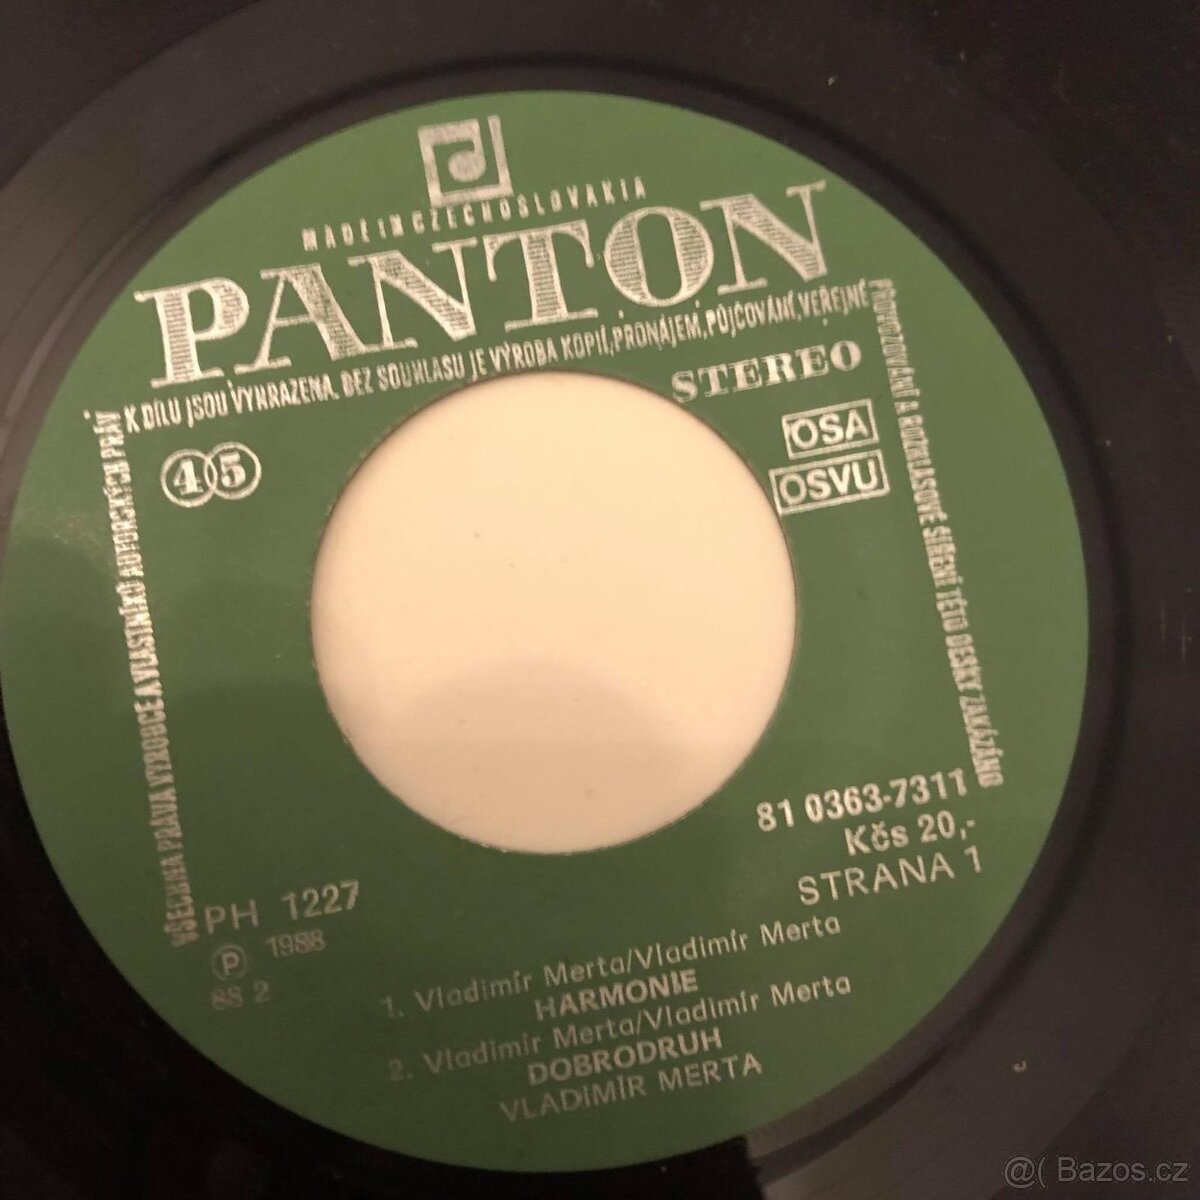 MADE IN CZECHOSLOVAKIA
PANTON
VŠECHNA PRÁVA VÝROBCE A VLASTNÍKŮ AUTORSKÝCH PRÁV
K DÍLU JSOU VYHRAZENA. BEZ SOUHLASU JE VÝROBA KOPIÍ, PRONÁJEM, PŮJČOVÁNÍ, VEŘEJNÉ
PROVOZOVÁNÍ A ROZHLASOVÉ ŠÍŘENÍ TÉTO DESKY ZAKÁZÁNO
STEREO
45
OSA
OSVU
81 0363-7311
Kčs 20,-
STRANA 1
PH 1227
Ⓟ 1988
88 2
1. Vladimír Merta/Vladimír Merta
HARMONIE
2. Vladimír Merta/Vladimír Merta
DOBRODRUH
VLADIMÍR MERTA
@( Bazos.cz